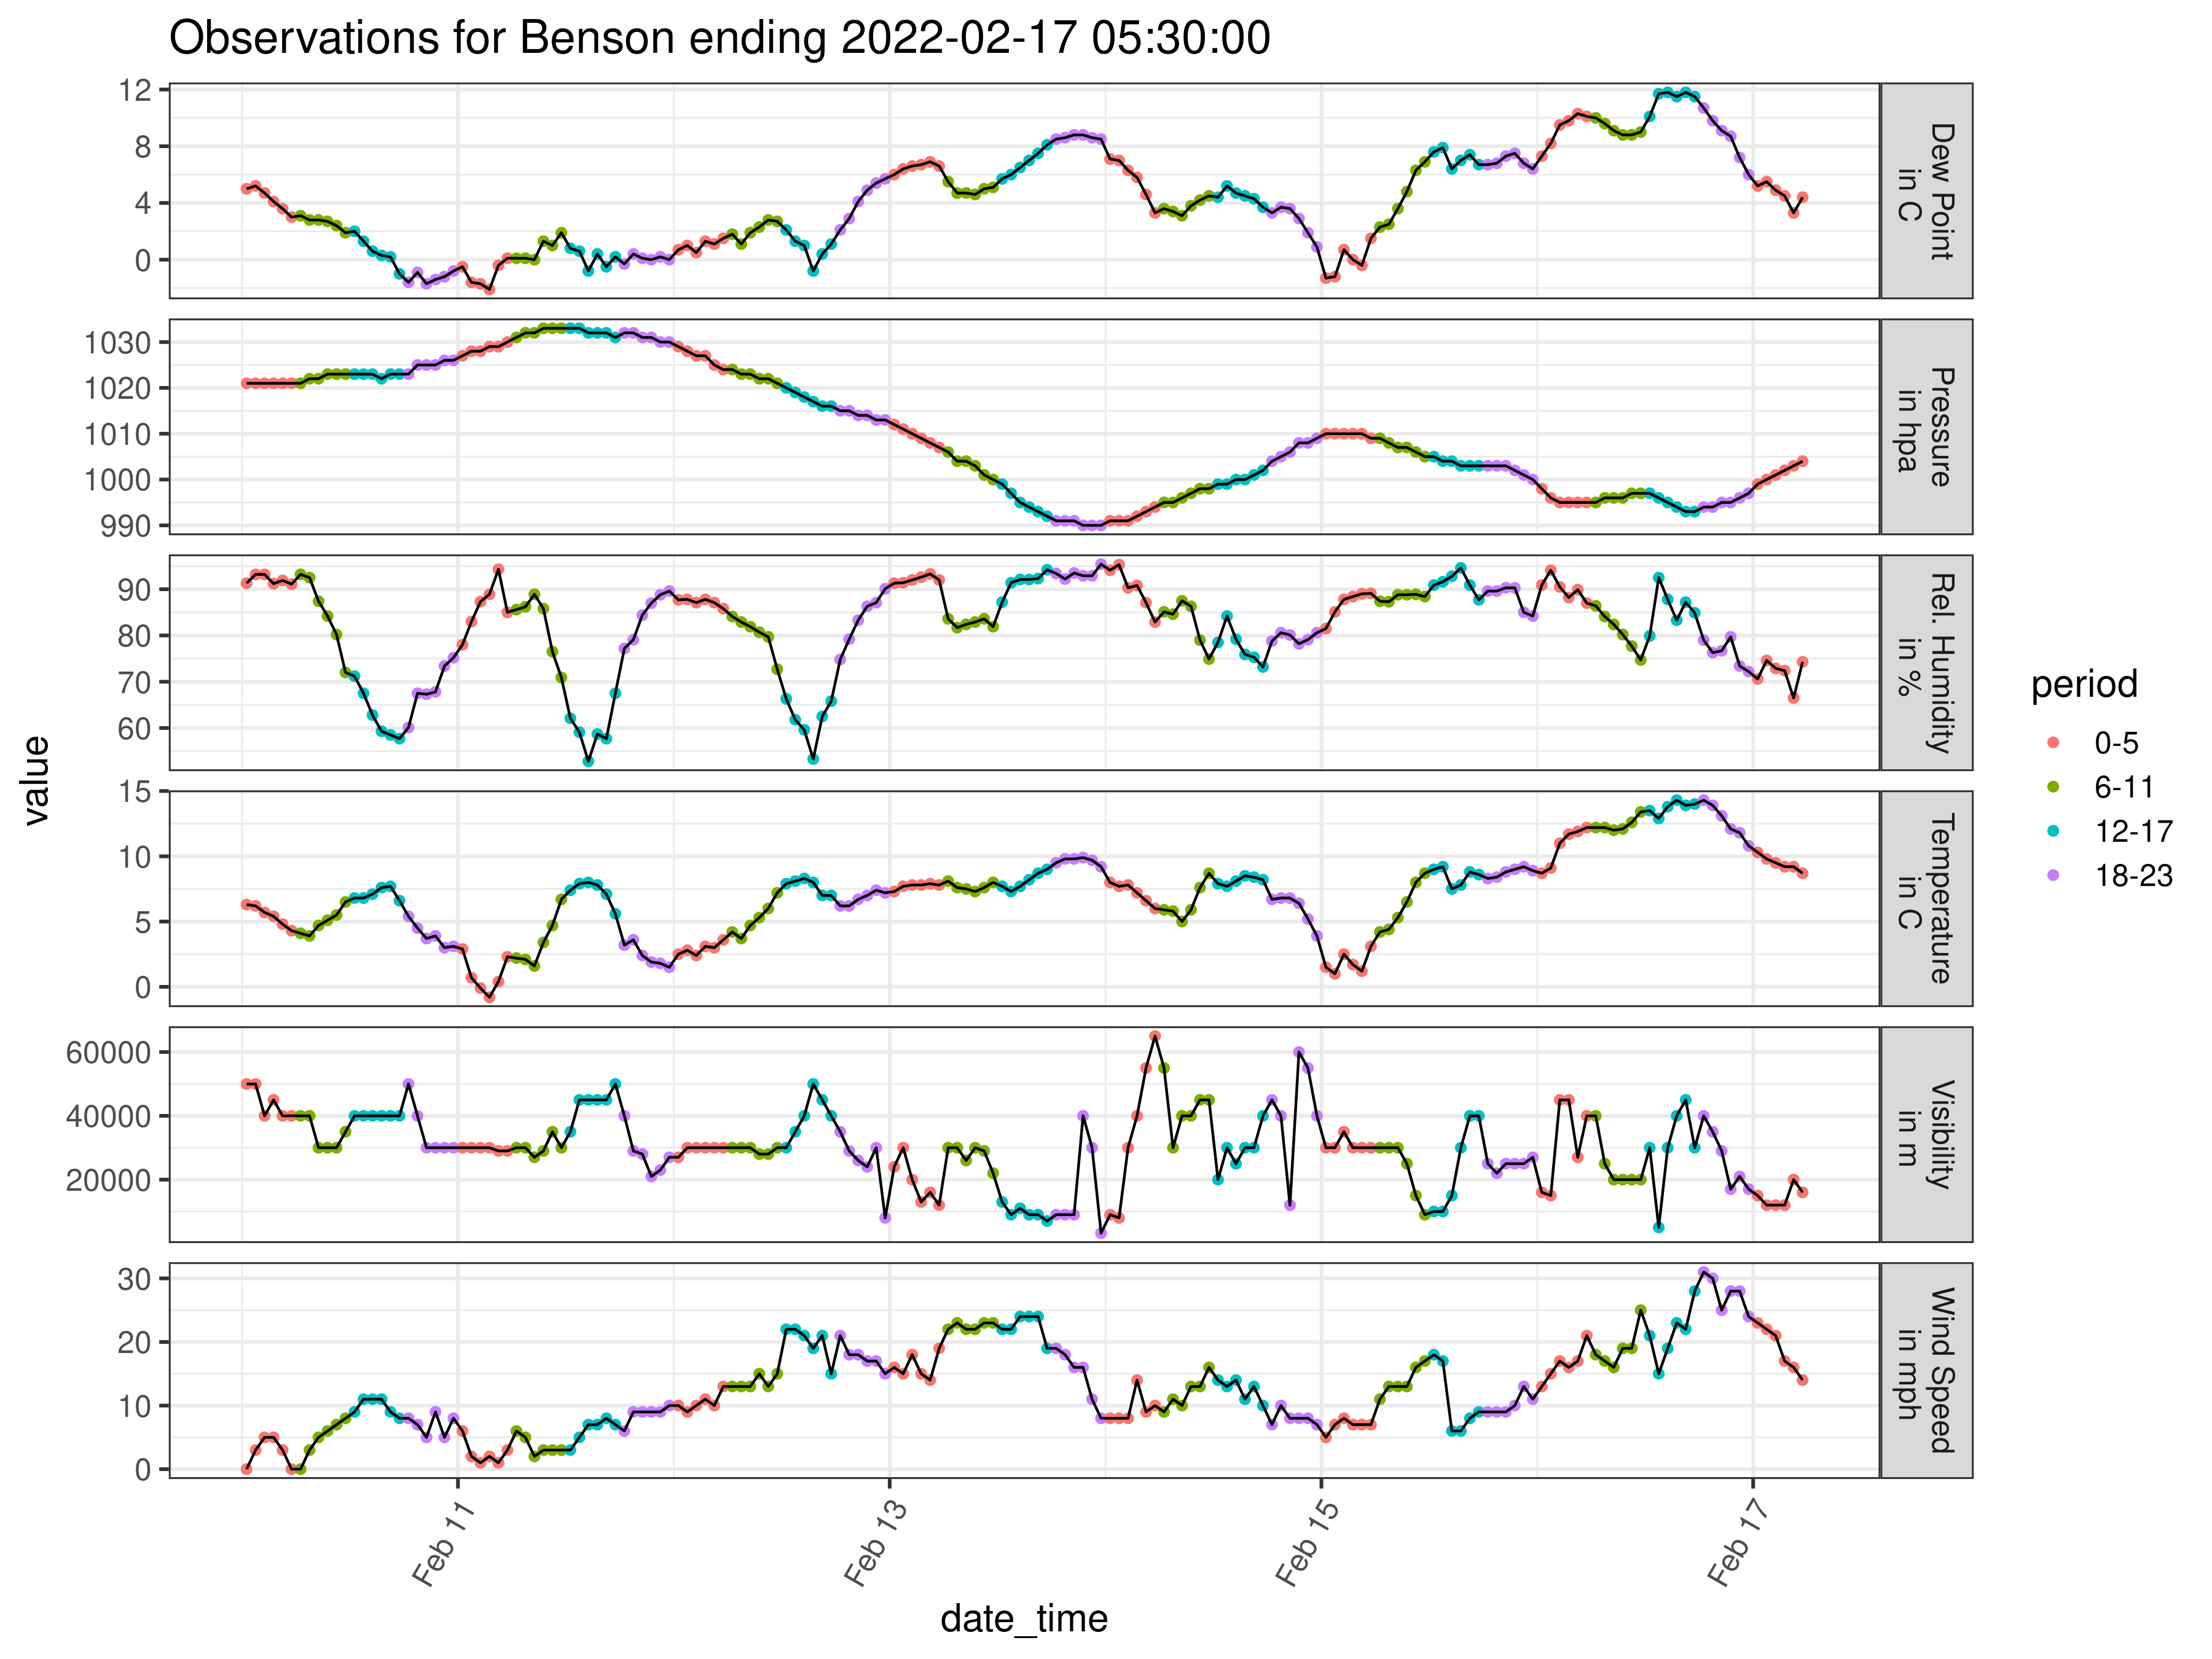 Observations for Benson ending 2022-02-17 05:30:00
value
12
8
4
0
Dew Point
in C
1030
1020
1010
1000
990
Pressure
in hpa
90
80
70
60
Rel. Humidity
in %
15
10
5
0
Temperature
in C
60000
40000
20000
Visibility
in m
30
20
10
0
Wind Speed
in mph
Feb 11
Feb 13
Feb 15
Feb 17
date_time
period
0-5
6-11
12-17
18-23